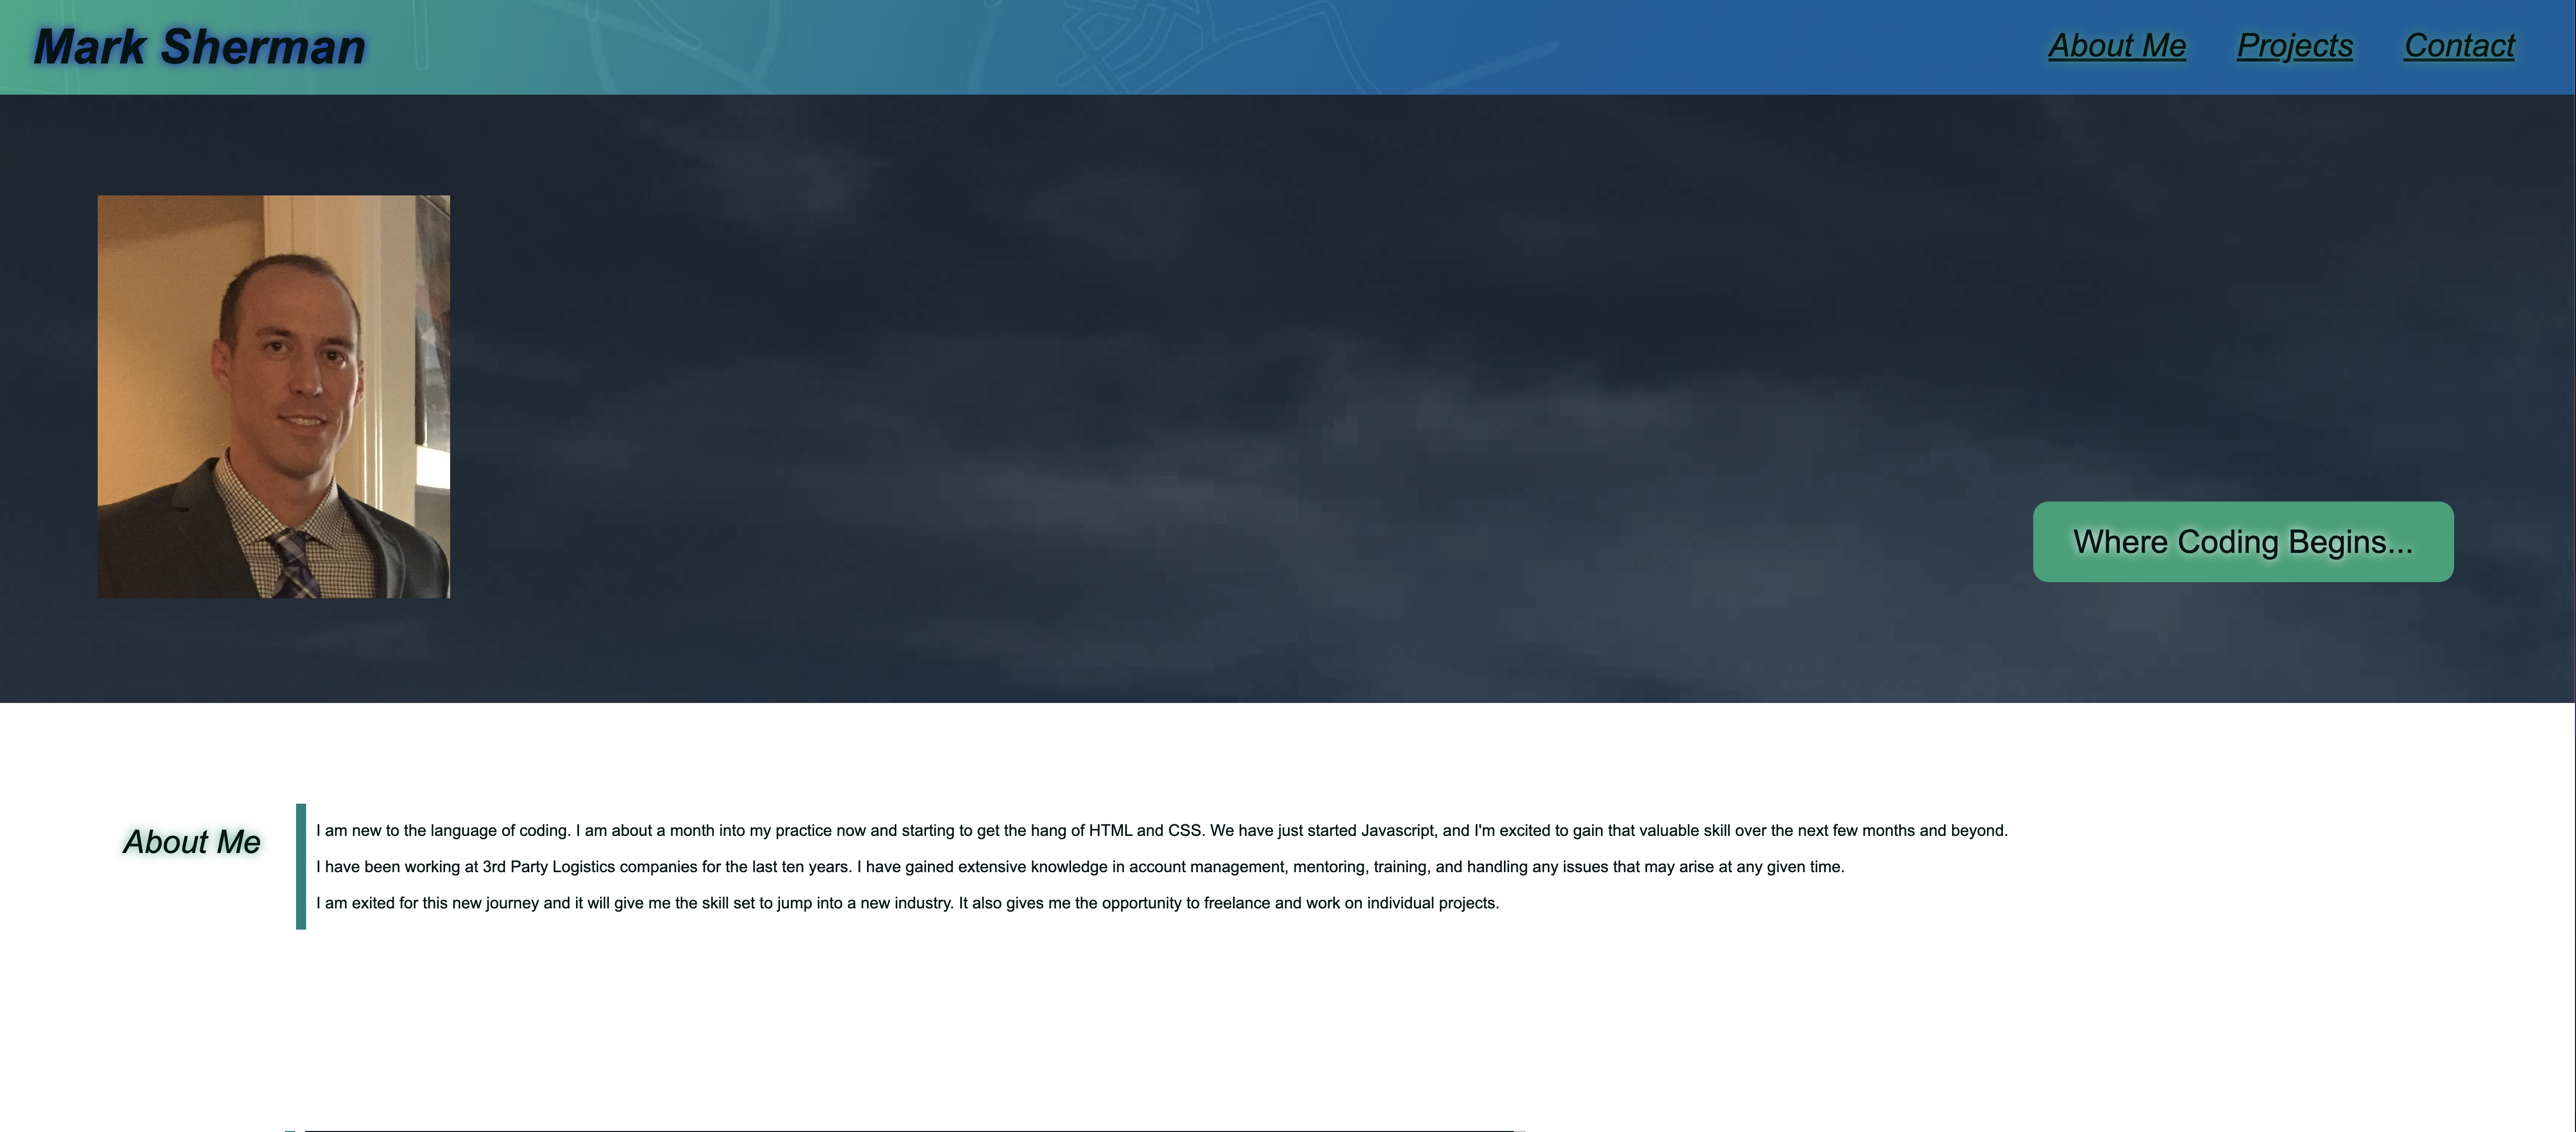 Mark Sherman
About Me Projects Contact
Where Coding Begins...
About Me
I am new to the language of coding. I am about a month into my practice now and starting to get the hang of HTML and CSS. We have just started Javascript, and I'm excited to gain that valuable skill over the next few months and beyond.
I have been working at 3rd Party Logistics companies for the last ten years. I have gained extensive knowledge in account management, mentoring, training, and handling any issues that may arise at any given time.
I am exited for this new journey and it will give me the skill set to jump into a new industry. It also gives me the opportunity to freelance and work on individual projects.